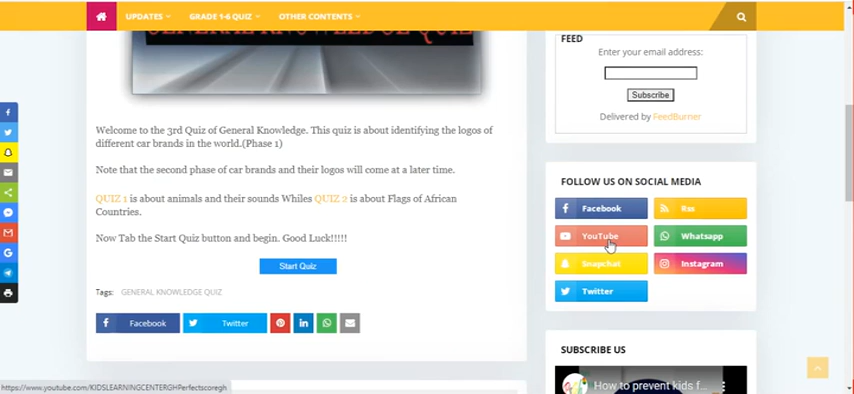 UPDATES GRADE 1-6 QUIZ OTHER CONTENTS
GENERAL KNOWLEDGE QUIZ
Welcome to the 3rd Quiz of General Knowledge. This quiz is about identifying the logos of
different car brands in the world.(Phase 1)
Note that the second phase of car brands and their logos will come at a later time.
QUIZ 1 is about animals and their sounds Whiles QUIZ 2 is about Flags of African
Countries.
Now Tab the Start Quiz button and begin. Good Luck!!!!!
Start Quiz
Tags: GENERAL KNOWLEDGE QUIZ
Facebook Twitter
FEED
Enter your email address:
Subscribe
Delivered by FeedBurner
FOLLOW US ON SOCIAL MEDIA
Facebook Rss
YouTube Whatsapp
Snapchat Instagram
Twitter
SUBSCRIBE US
How to prevent kids f...
https://www.youtube.com/KIDSLEARNINGCENTERGHPerfectscoregh